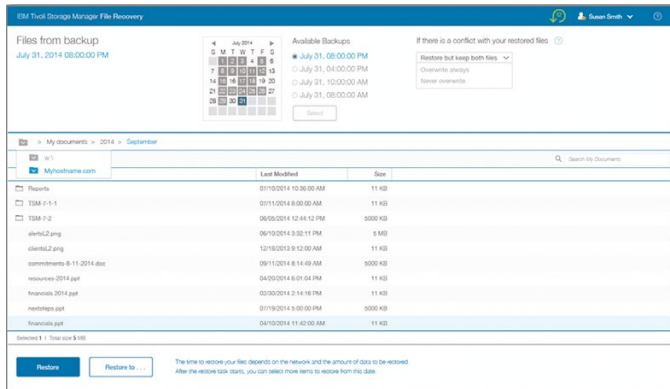 IBM Tivoli Storage Manager File Recovery
Susan Smith
Files from backup
July 31, 2014 08:00:00 PM
July 2014
S M T W T F S
1 2 3 4 5 6
7 8 9 10 11 12 13
14 15 16 17 18 19 20
21 22 23 24 25 26 27
28 29 30 31
Available Backups
July 31, 08:00:00 PM
July 31, 04:00:00 PM
July 31, 10:00:00 AM
July 31, 08:00:00 AM
Select
If there is a conflict with your restored files
Restore but keep both files
Overwrite always
Never overwrite
> My documents > 2014 > September
w:\
Myhostname.com
Search My Documents
Last Modified Size
Reports 07/10/2014 10:36:00 AM 11 KB
TSM-7-1-1 07/11/2014 8:00:00 AM 11 KB
TSM-7-2 06/05/2014 12:44:12 PM 5000 KB
alertsL2.png 06/10/2014 3:32:11 PM 5 MB
clientsL2.png 12/18/2013 9:12:00 AM 11 KB
commitments-8-11-2014.doc 09/11/2014 8:14:49 AM 5000 KB
resources-2014.ppt 04/20/2014 6:01:04 PM 11 KB
financials 2014.ppt 03/30/2014 2:14:16 PM 11 KB
nextsteps.ppt 07/19/2014 5:00:00 PM 5000 KB
financials.ppt 04/10/2014 11:42:00 AM 11 KB
Selected 1 | Total size 5 MB
Restore
Restore to . . .
The time to restore your files depends on the network and the amount of data to be restored.
After the restore task starts, you can select more items to restore from this date.